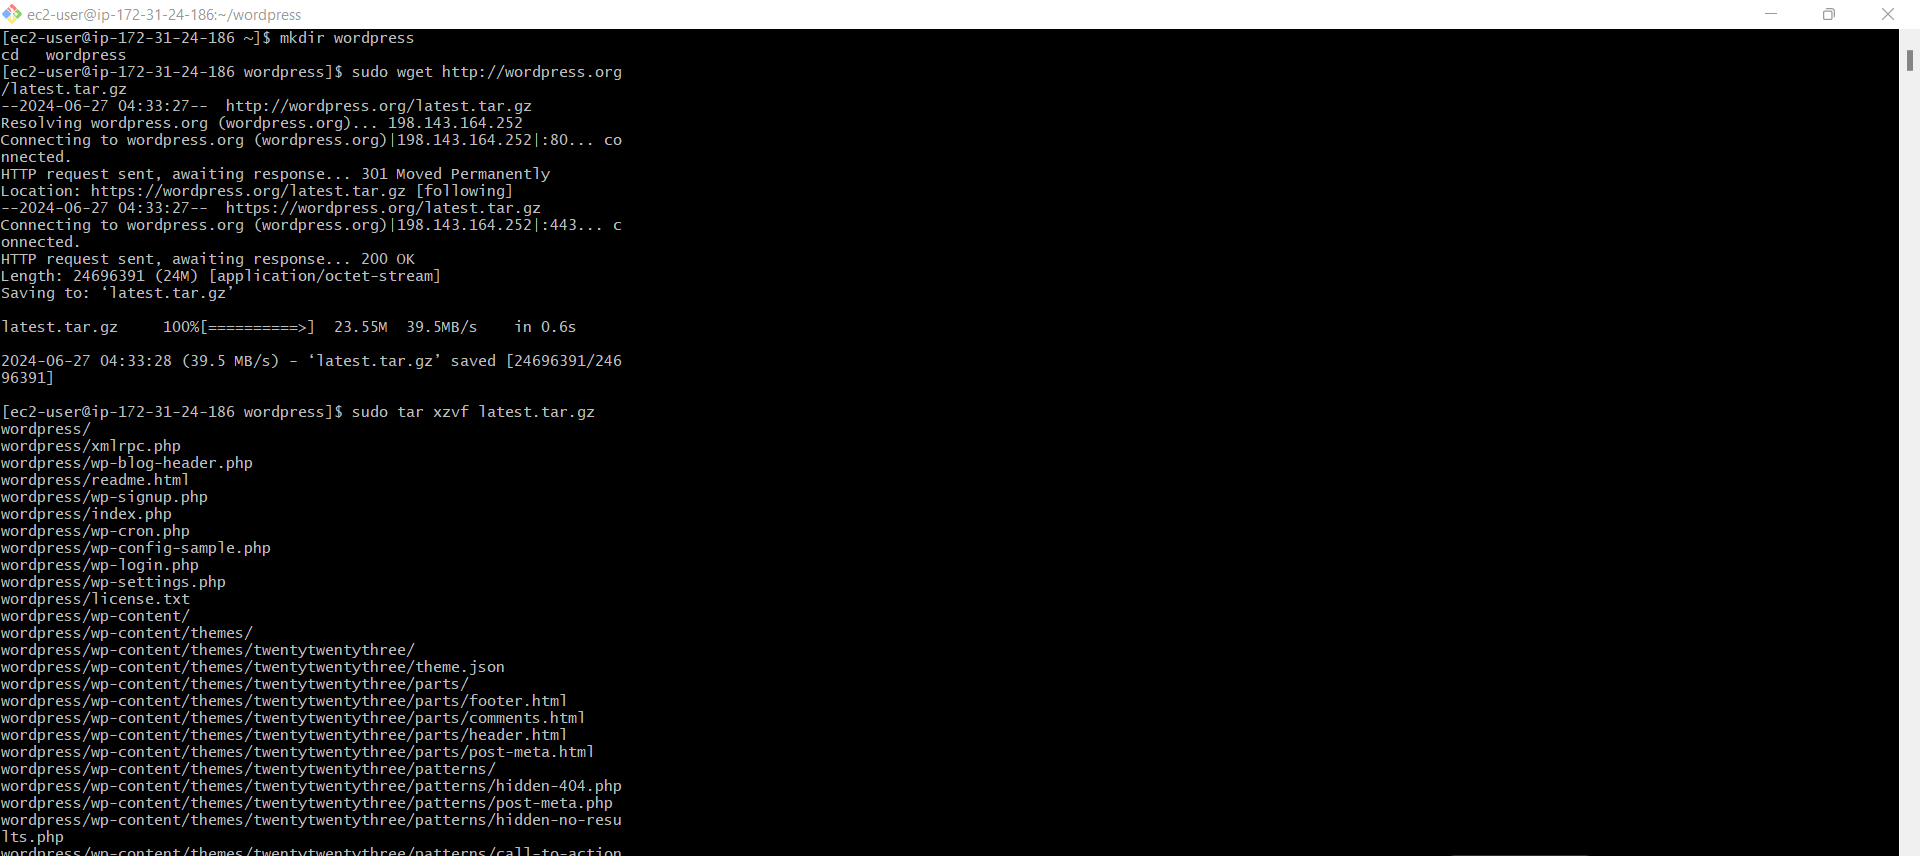 ec2-user@ip-172-31-24-186:~/wordpress
[ec2-user@ip-172-31-24-186 ~]$ mkdir wordpress
cd   wordpress
[ec2-user@ip-172-31-24-186 wordpress]$ sudo wget http://wordpress.org
/latest.tar.gz
--2024-06-27 04:33:27--  http://wordpress.org/latest.tar.gz
Resolving wordpress.org (wordpress.org)... 198.143.164.252
Connecting to wordpress.org (wordpress.org)|198.143.164.252|:80... co
nnected.
HTTP request sent, awaiting response... 301 Moved Permanently
Location: https://wordpress.org/latest.tar.gz [following]
--2024-06-27 04:33:27--  https://wordpress.org/latest.tar.gz
Connecting to wordpress.org (wordpress.org)|198.143.164.252|:443... c
onnected.
HTTP request sent, awaiting response... 200 OK
Length: 24696391 (24M) [application/octet-stream]
Saving to: ‘latest.tar.gz’
latest.tar.gz     100%[==========>]  23.55M  39.5MB/s    in 0.6s
2024-06-27 04:33:28 (39.5 MB/s) - ‘latest.tar.gz’ saved [24696391/246
96391]
[ec2-user@ip-172-31-24-186 wordpress]$ sudo tar xzvf latest.tar.gz
wordpress/
wordpress/xmlrpc.php
wordpress/wp-blog-header.php
wordpress/readme.html
wordpress/wp-signup.php
wordpress/index.php
wordpress/wp-cron.php
wordpress/wp-config-sample.php
wordpress/wp-login.php
wordpress/wp-settings.php
wordpress/license.txt
wordpress/wp-content/
wordpress/wp-content/themes/
wordpress/wp-content/themes/twentytwentythree/
wordpress/wp-content/themes/twentytwentythree/theme.json
wordpress/wp-content/themes/twentytwentythree/parts/
wordpress/wp-content/themes/twentytwentythree/parts/footer.html
wordpress/wp-content/themes/twentytwentythree/parts/comments.html
wordpress/wp-content/themes/twentytwentythree/parts/header.html
wordpress/wp-content/themes/twentytwentythree/parts/post-meta.html
wordpress/wp-content/themes/twentytwentythree/patterns/
wordpress/wp-content/themes/twentytwentythree/patterns/hidden-404.php
wordpress/wp-content/themes/twentytwentythree/patterns/post-meta.php
wordpress/wp-content/themes/twentytwentythree/patterns/hidden-no-resu
lts.php
wordpress/wp-content/themes/twentytwentythree/patterns/call-to-action